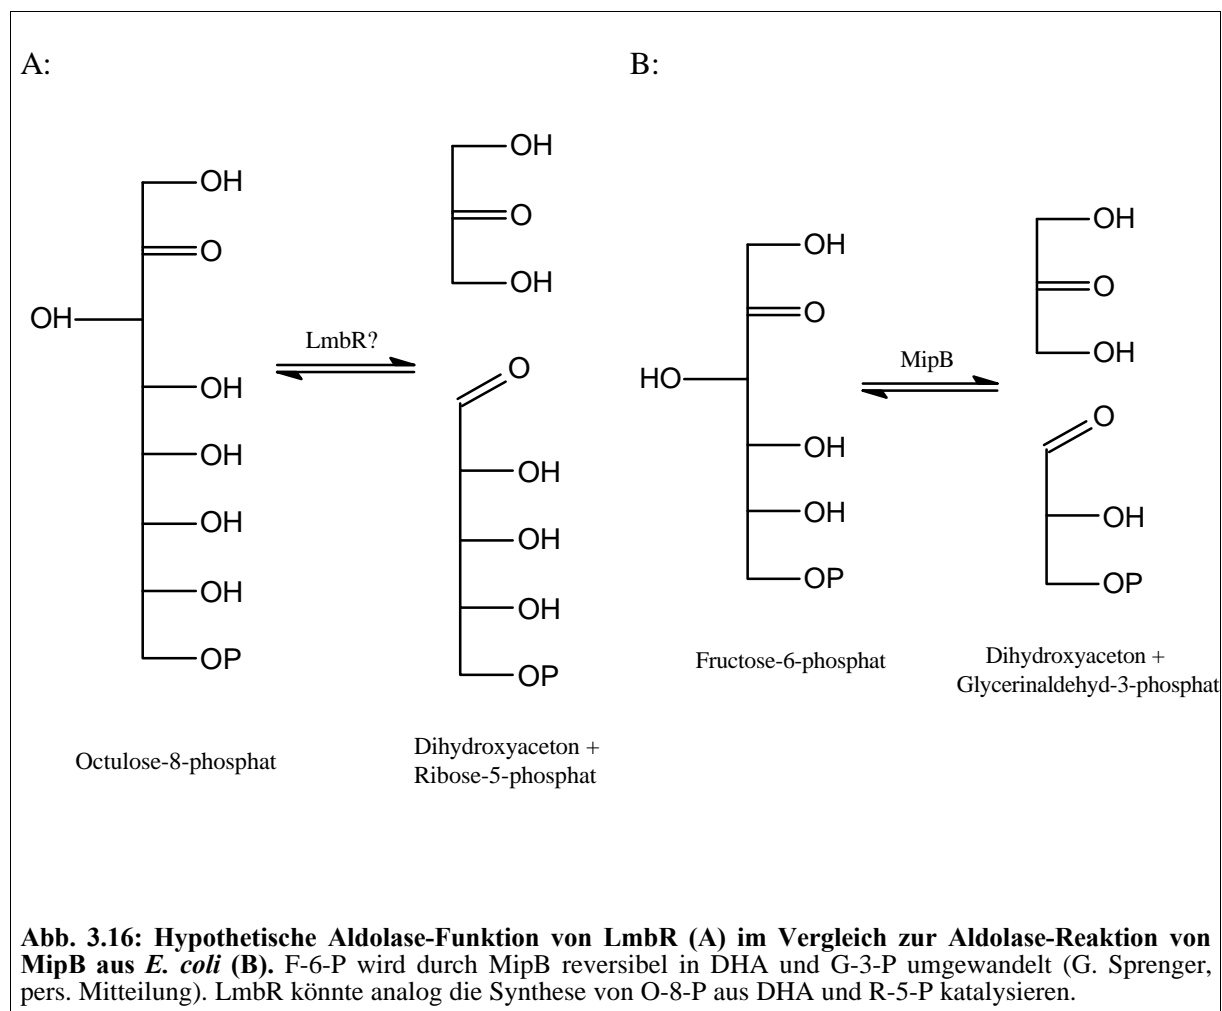 A:
OH
O
OH
OH
OH
OH
OH
OP
Octulose-8-phosphat
LmbR?
OH
O
OH
O
OH
OH
OH
OP
Dihydroxyaceton +
Ribose-5-phosphat
B:
OH
O
HO
OH
OH
OP
Fructose-6-phosphat
MipB
OH
O
OH
O
OH
OP
Dihydroxyaceton +
Glycerinaldehyd-3-phosphat
Abb. 3.16: Hypothetische Aldolase-Funktion von LmbR (A) im Vergleich zur Aldolase-Reaktion von
MipB aus E. coli (B). F-6-P wird durch MipB reversibel in DHA und G-3-P umgewandelt (G. Sprenger,
pers. Mitteilung). LmbR könnte analog die Synthese von O-8-P aus DHA und R-5-P katalysieren.